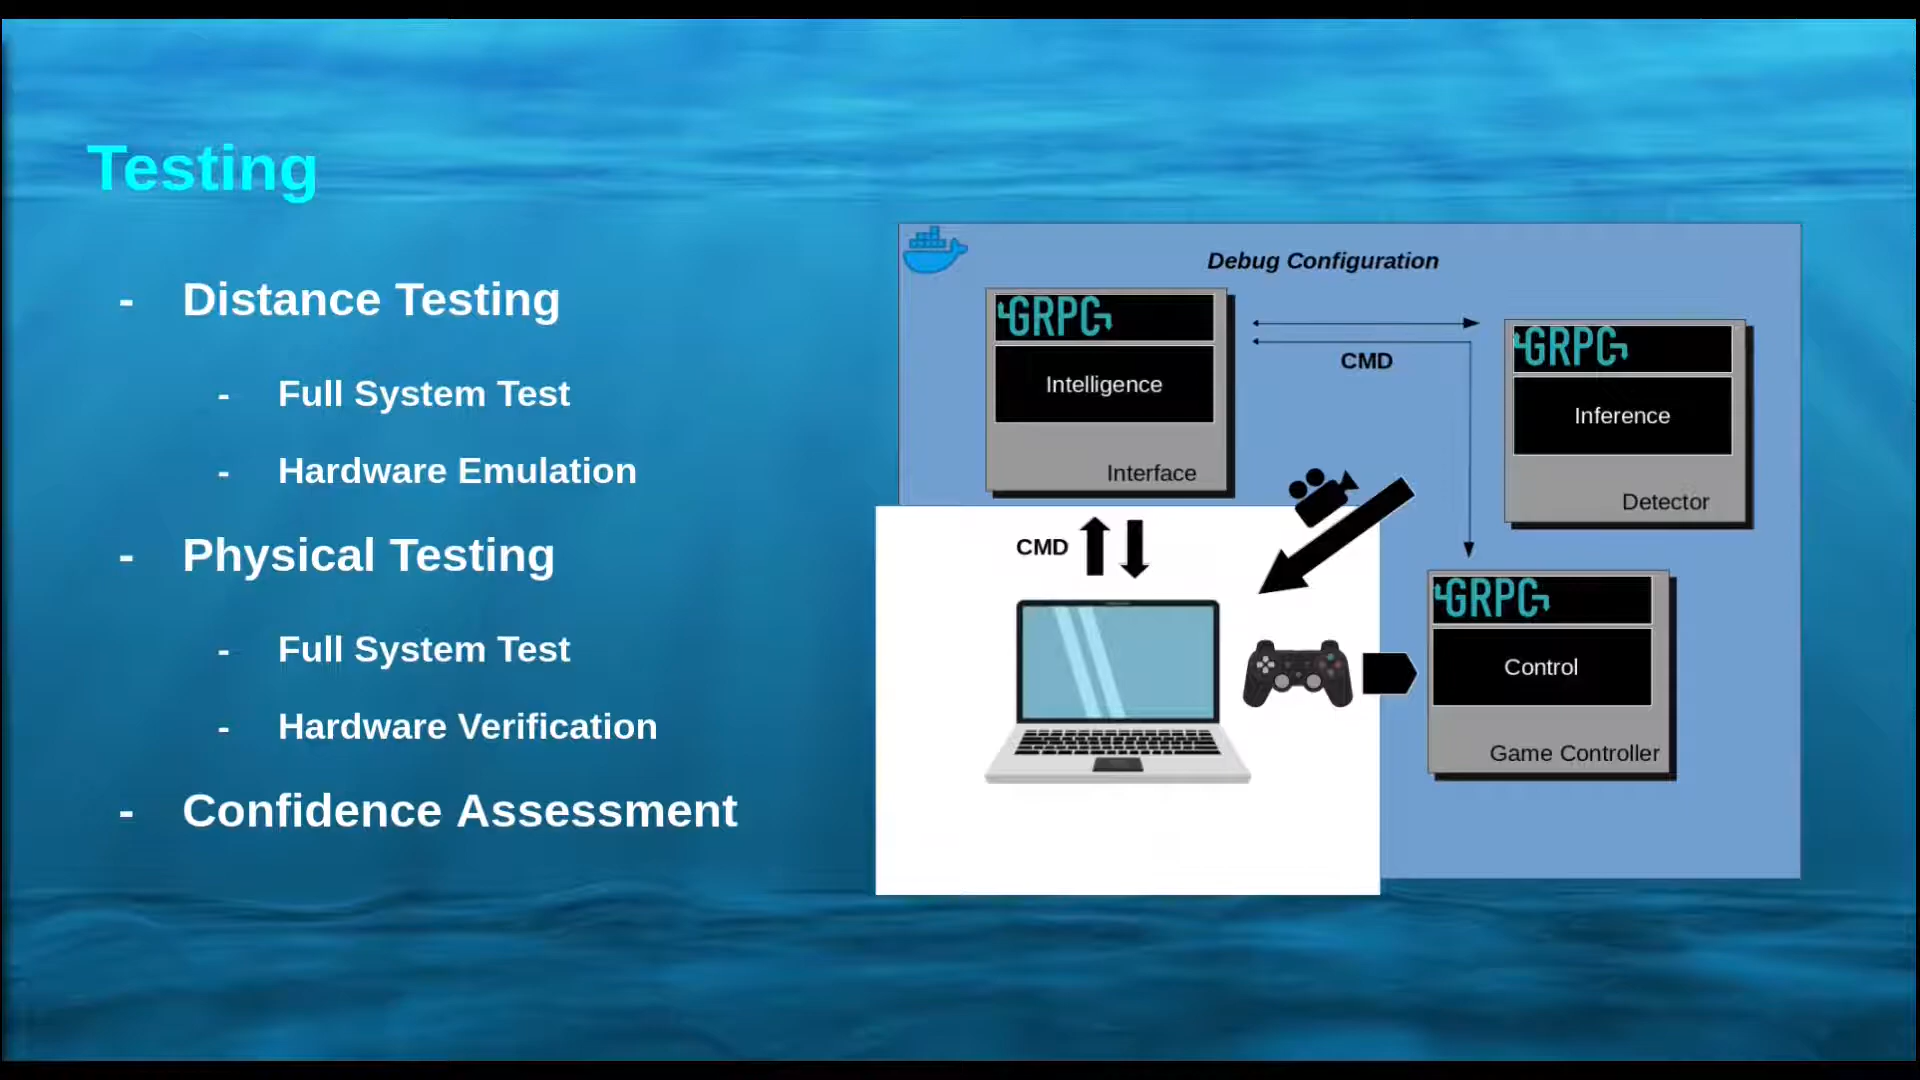 Testing
- Distance Testing
- Full System Test
- Hardware Emulation
- Physical Testing
- Full System Test
- Hardware Verification
- Confidence Assessment
Debug Configuration
GRPC
Intelligence
Interface
CMD
GRPC
Inference
Detector
CMD
GRPC
Control
Game Controller